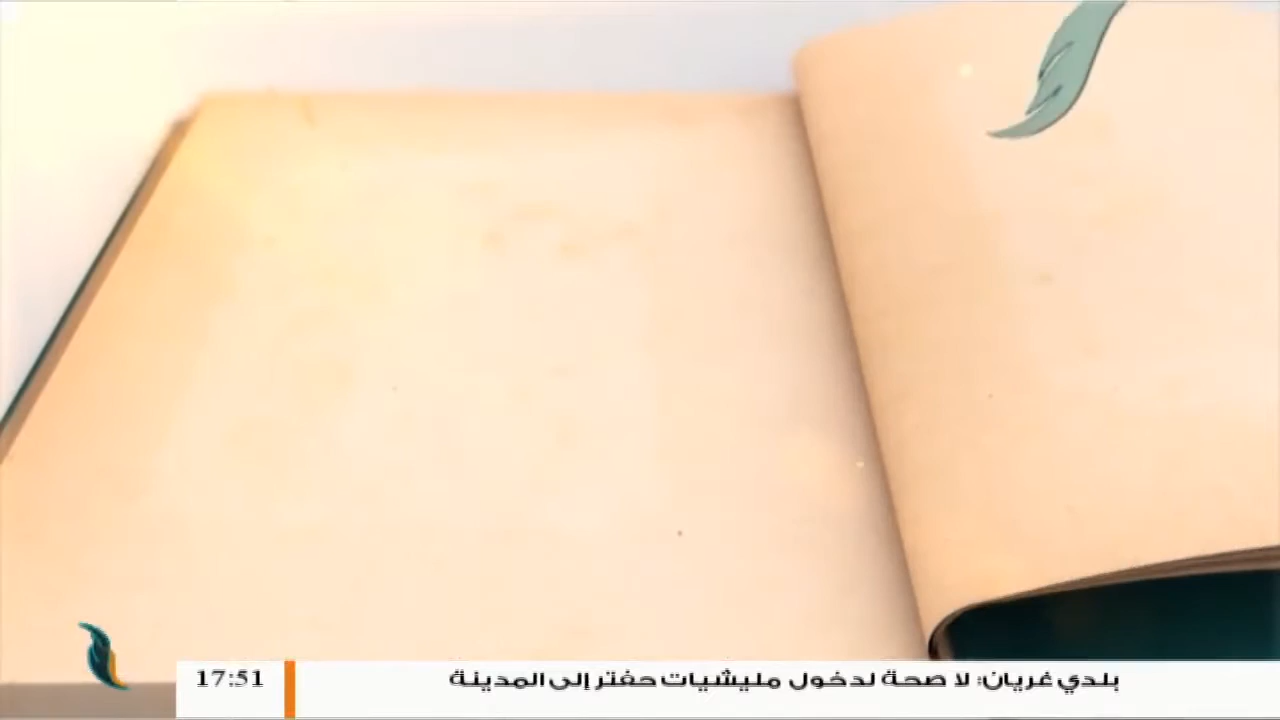 بلدي غريان: لا صحة لدخول مليشيات حفتر إلى المدينة
17:51